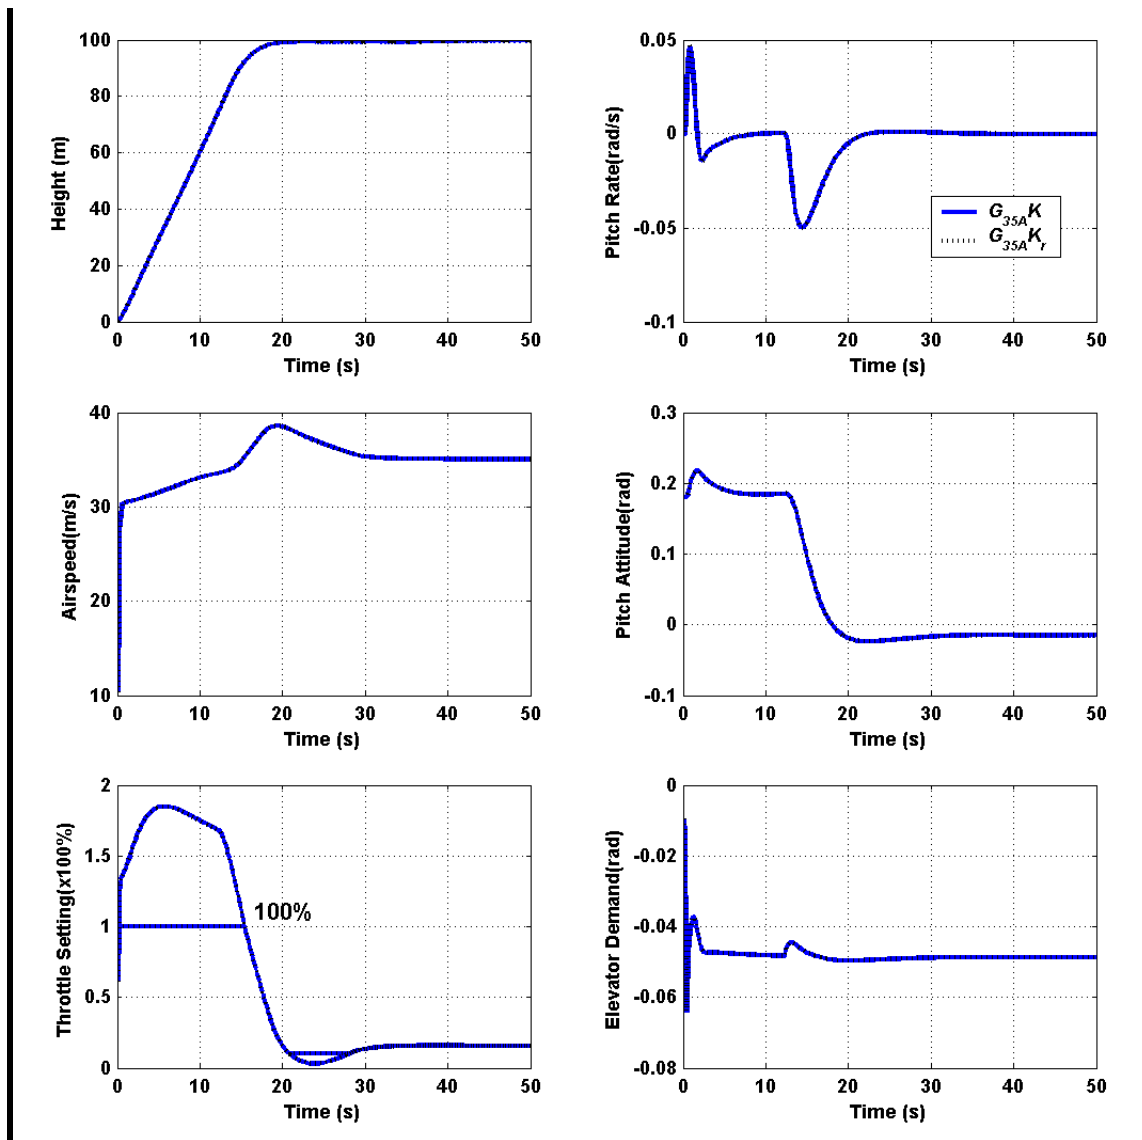 100
80
60
40
20
0
Height (m)
0 10 20 30 40 50
Time (s)
0.05
0
-0.05
-0.1
Pitch Rate(rad/s)
G35AK
G35AKr
0 10 20 30 40 50
Time (s)
40
30
20
10
Airspeed(m/s)
0 10 20 30 40 50
Time (s)
0.3
0.2
0.1
0
-0.1
Pitch Attitude(rad)
0 10 20 30 40 50
Time (s)
2
1.5
1
0.5
0
Throttle Setting(x100%)
100%
0 10 20 30 40 50
Time (s)
0
-0.02
-0.04
-0.06
-0.08
Elevator Demand(rad)
0 10 20 30 40 50
Time (s)